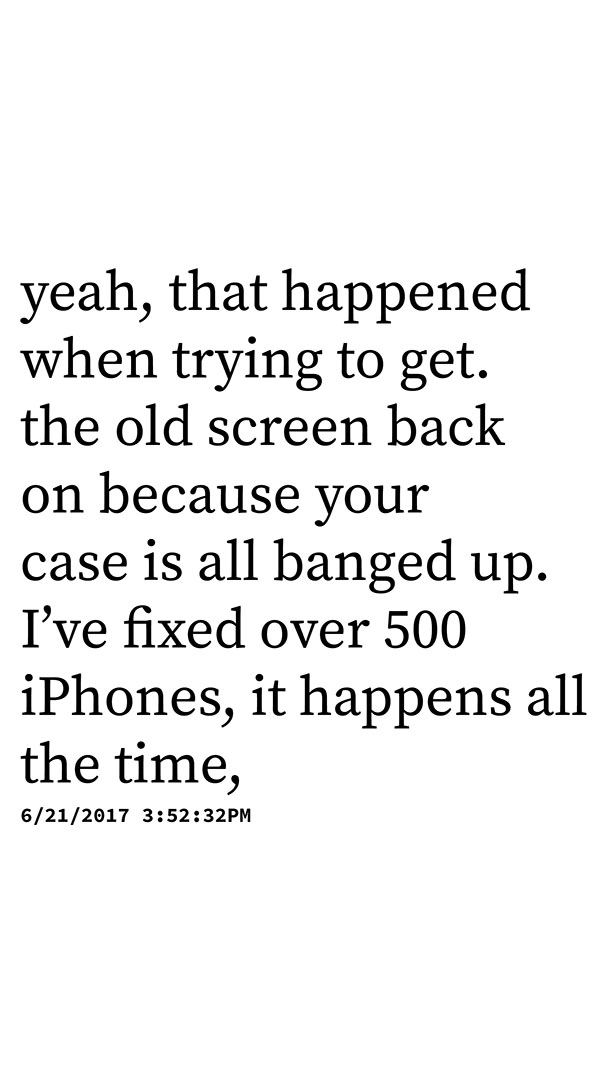 yeah, that happened
when trying to get.
the old screen back
on because your
case is all banged up.
I’ve fixed over 500
iPhones, it happens all
the time,
6/21/2017 3:52:32PM